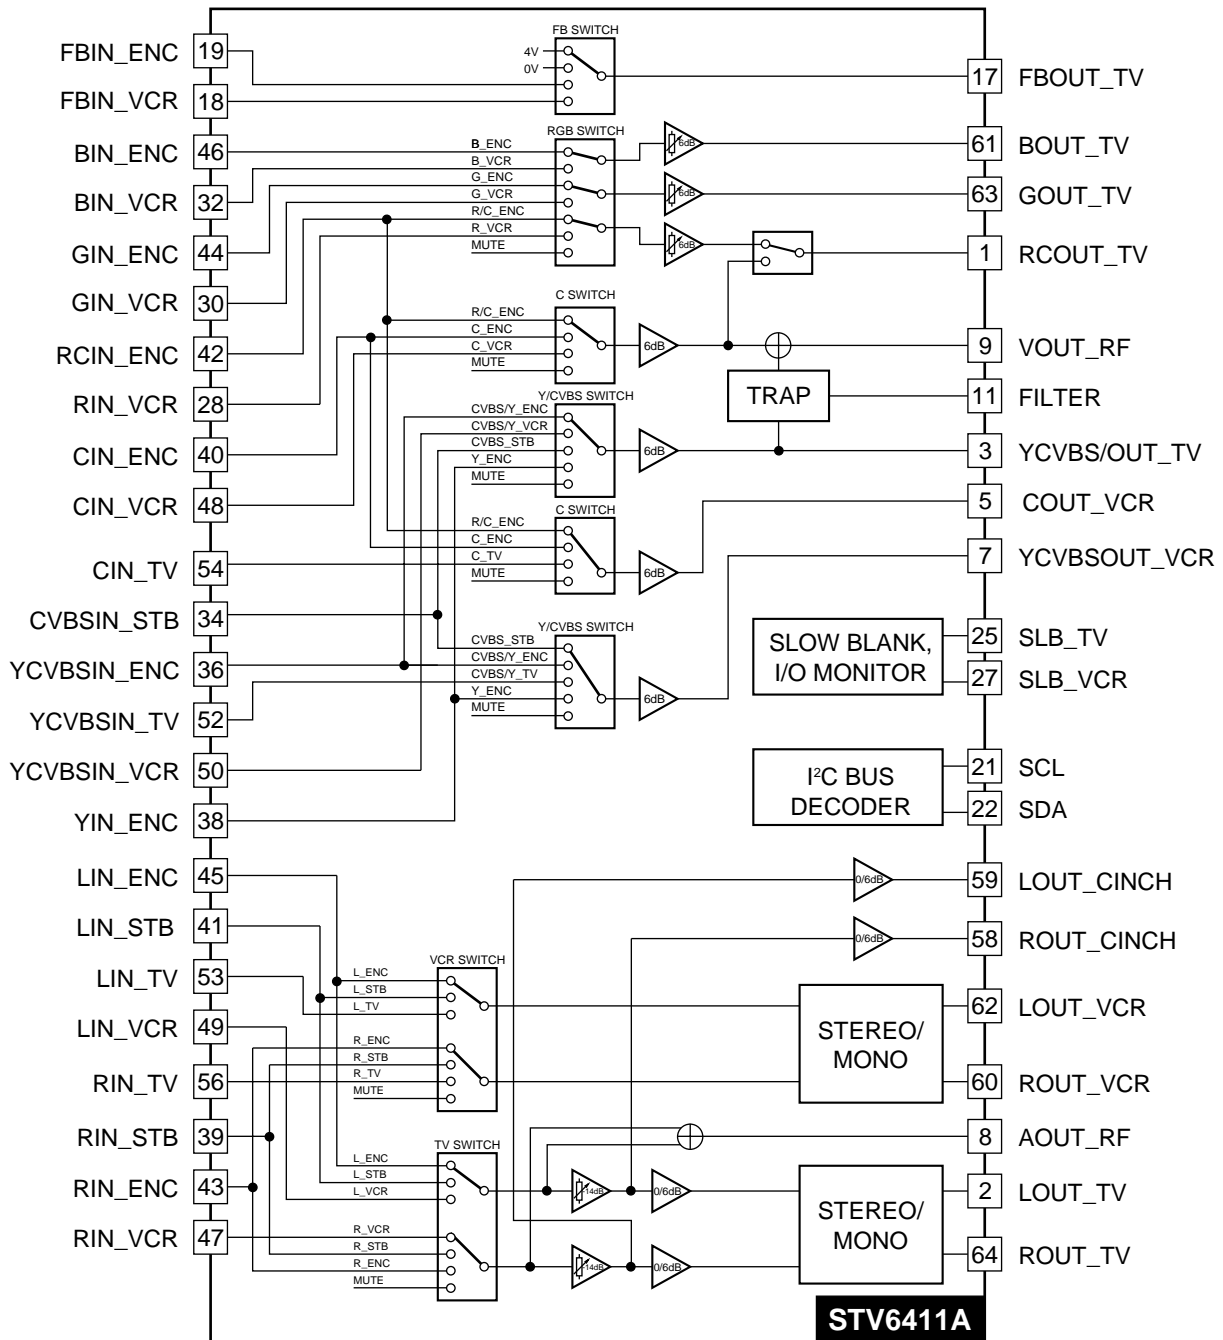 FB SWITCH
FBIN_ENC 19 4V
0V
17 FBOUT_TV
FBIN_VCR 18
RGB SWITCH
BIN_ENC 46 B_ENC 6dB 61 BOUT_TV
B_VCR
BIN_VCR 32 G_ENC 6dB 63 GOUT_TV
G_VCR
R/C_ENC
GIN_ENC 44 R_VCR 6dB 1 RCOUT_TV
MUTE
GIN_VCR 30 C SWITCH
R/C_ENC
RCIN_ENC 42 C_ENC 6dB 9 VOUT_RF
C_VCR
MUTE
RIN_VCR 28 Y/CVBS SWITCH TRAP 11 FILTER
CVBS/Y_ENC
CVBS/Y_VCR
CIN_ENC 40 CVBS_STB 6dB 3 YCVBS/OUT_TV
Y_ENC
MUTE
CIN_VCR 48 C SWITCH 5 COUT_VCR
R/C_ENC
C_ENC
CIN_TV 54 C_TV 6dB 7 YCVBSOUT_VCR
MUTE
CVBSIN_STB 34 Y/CVBS SWITCH
CVBS_STB SLOW BLANK, 25 SLB_TV
YCVBSIN_ENC 36 CVBS/Y_ENC I/O MONITOR
CVBS/Y_TV 27 SLB_VCR
Y_ENC 6dB
YCVBSIN_TV 52 MUTE
YCVBSIN_VCR 50 I²C BUS 21 SCL
DECODER 22 SDA
YIN_ENC 38
LIN_ENC 45 0/6dB 59 LOUT_CINCH
LIN_STB 41 0/6dB 58 ROUT_CINCH
VCR SWITCH
LIN_TV 53 L_ENC
L_STB
L_TV 62 LOUT_VCR
LIN_VCR 49 STEREO/
R_ENC MONO
R_STB
RIN_TV 56 R_TV 60 ROUT_VCR
MUTE
RIN_STB 39 8 AOUT_RF
TV SWITCH
L_ENC
RIN_ENC 43 L_STB -14dB 0/6dB 2 LOUT_TV
L_VCR STEREO/
RIN_VCR 47 R_VCR MONO
R_STB
R_ENC -14dB 0/6dB 64 ROUT_TV
MUTE
STV6411A